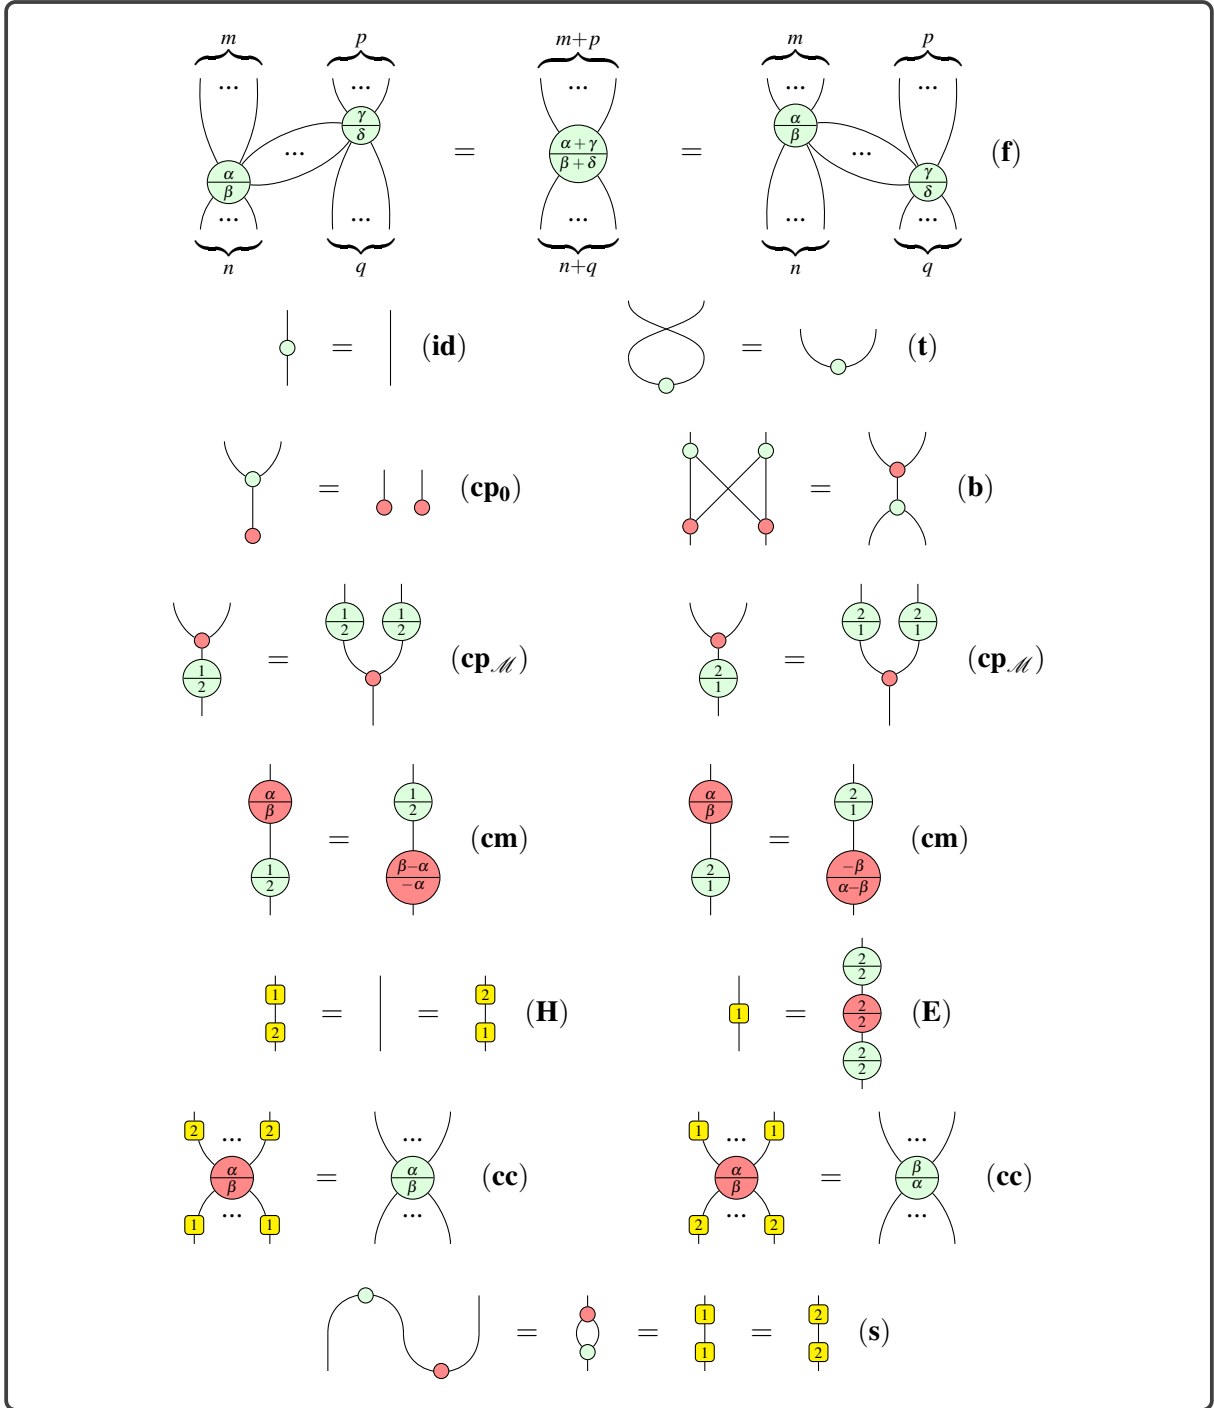 m p m+p m p
... ... ... ... ...
γ/δ α/β
... = α+γ/β+δ = ... (f)
α/β γ/δ
... ... ... ... ...
n q n+q n q
= (id) = (t)
= (cp₀) = (b)
1/2 1/2 2/1 2/1
1/2 = (cp_ℳ) 2/1 = (cp_ℳ)
α/β 1/2 α/β 2/1
= (cm) = (cm)
1/2 β−α/−α 2/1 −β/α−β
2/2
1 2
= = (H) 1 = 2/2 (E)
2 1
2/2
2 ... 2 ... 1 ... 1 ...
α/β = α/β (cc) α/β = β/α (cc)
1 ... 1 ... 2 ... 2 ...
1 2
= = = (s)
1 2